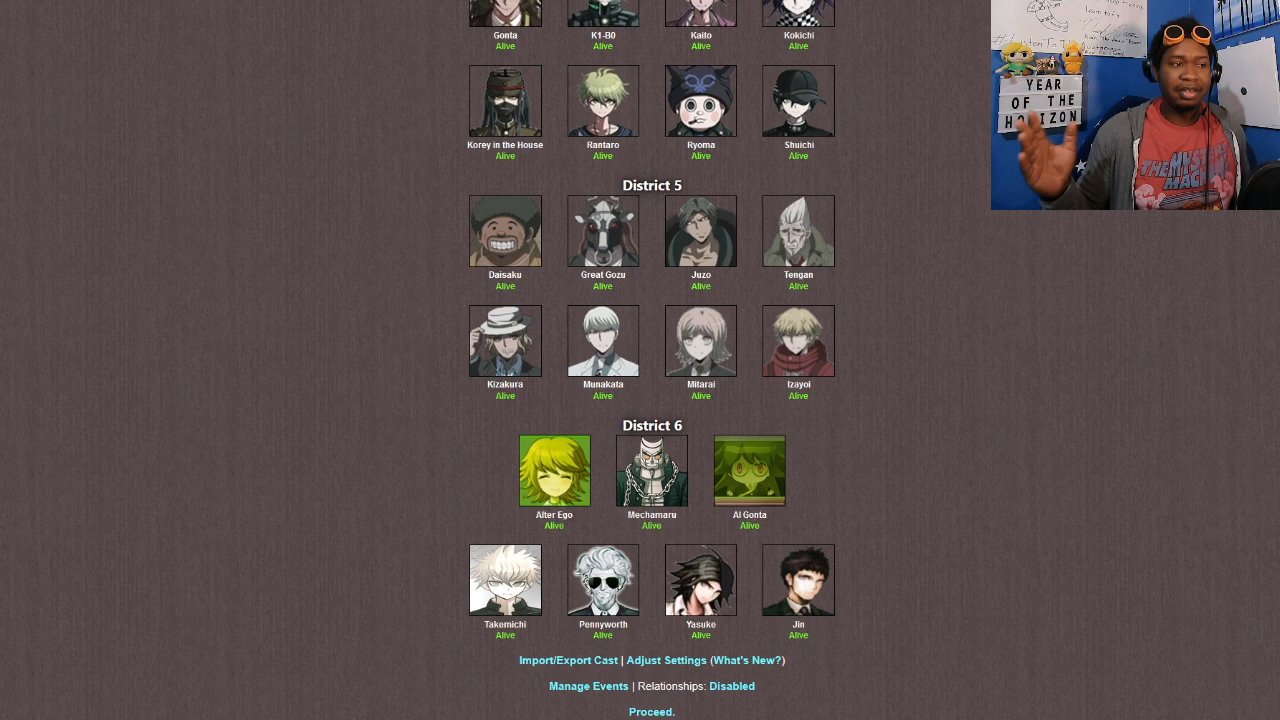 Gonta K1-B0 Kaito Kokichi
Alive Alive Alive Alive
Korey in the House Rantaro Ryoma Shuichi
Alive Alive Alive Alive
District 5
Daisaku Great Gozu Juzo Tengan
Alive Alive Alive Alive
Kizakura Munakata Mitarai Izayoi
Alive Alive Alive Alive
District 6
Alter Ego Mechamaru AI Gonta
Alive Alive Alive
Takemichi Pennyworth Yasuke Jin
Alive Alive Alive Alive
Import/Export Cast | Adjust Settings (What's New?)
Manage Events | Relationships: Disabled
Proceed.
YEAR
OF THE
HORIZON
THE MYSTERY
MAC